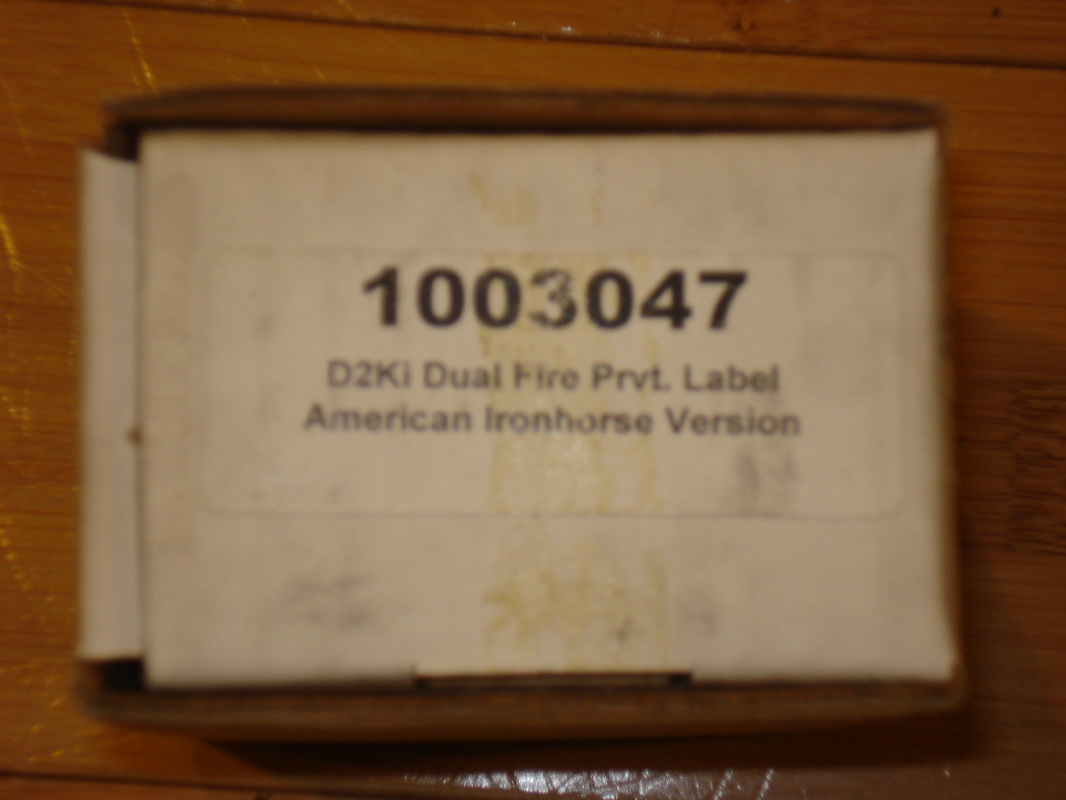 1003047
D2Ki Dual Fire Prvt. Label
American Ironhorse Version